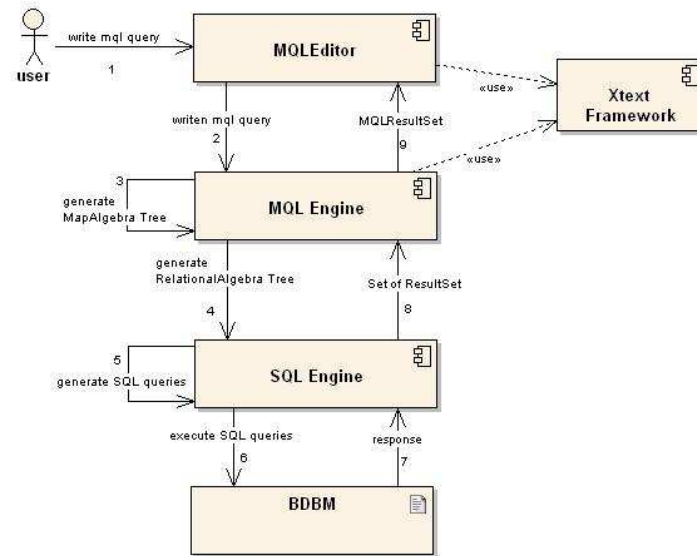 write mql query
1
user
MQLEditor
Xtext
Framework
«use»
«use»
writen mql query
2
MQLResultSet
9
3
generate
MapAlgebra Tree
MQL Engine
generate
RelationalAlgebra Tree
4
Set of ResultSet
8
5
generate SQL queries
SQL Engine
execute SQL queries
6
response
7
BDBM